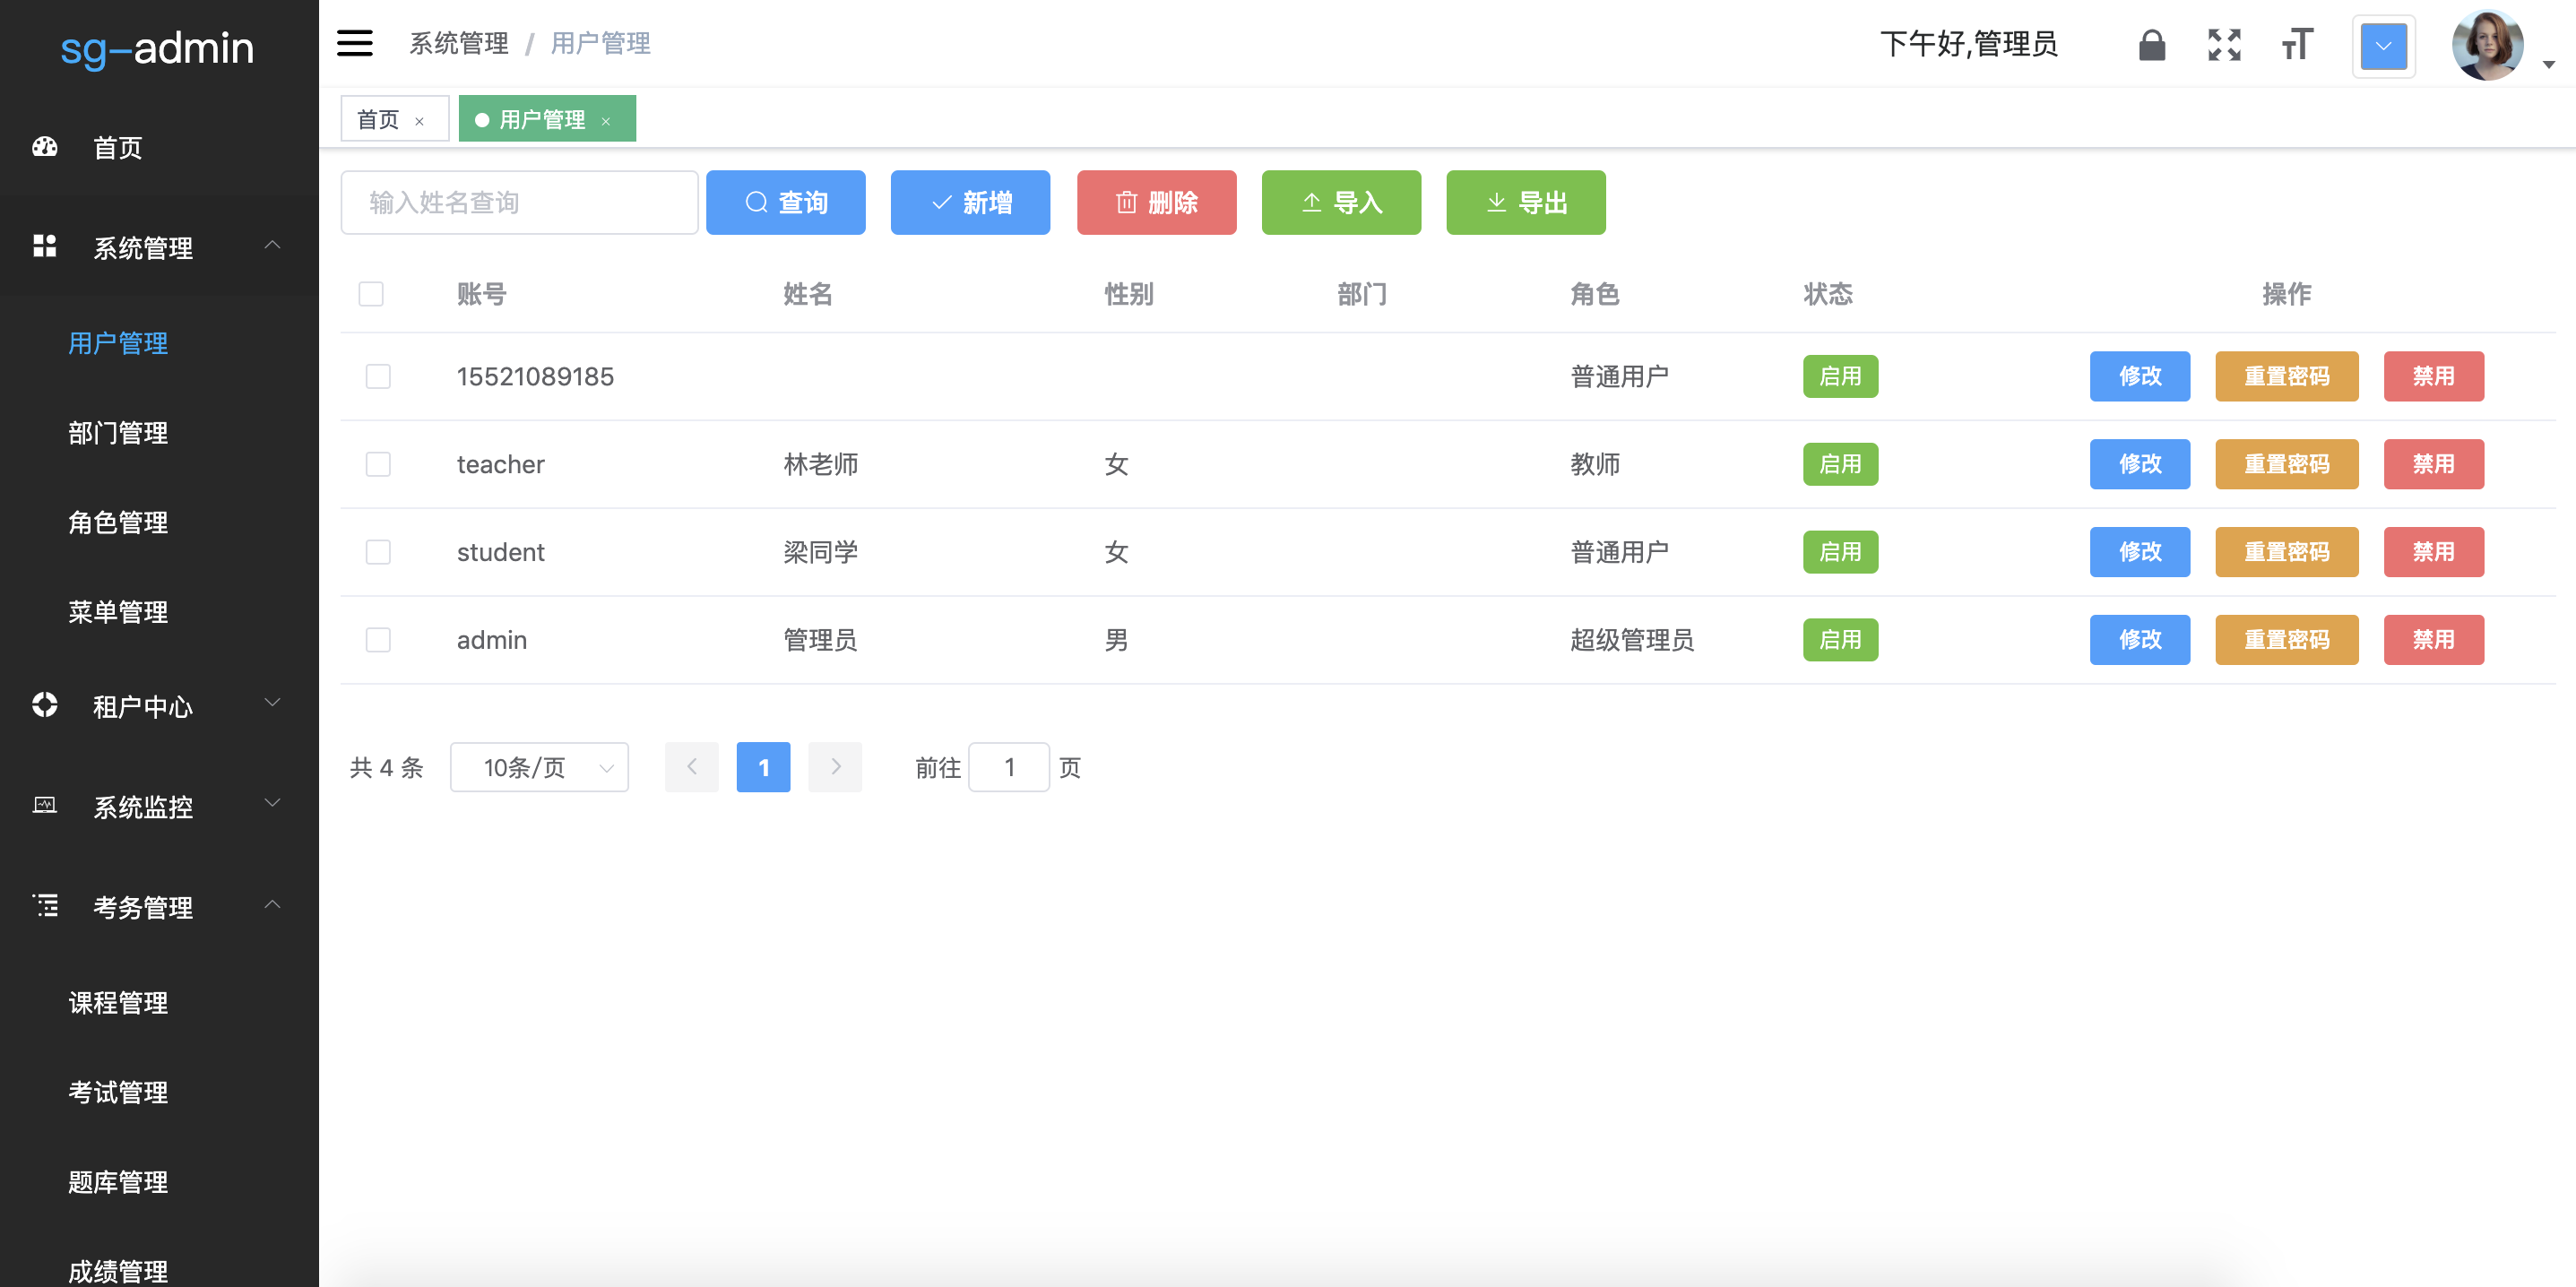 sg-admin
首页
系统管理
用户管理
部门管理
角色管理
菜单管理
租户中心
系统监控
考务管理
课程管理
考试管理
题库管理
成绩管理
系统管理 / 用户管理
下午好,管理员
首页 ×
用户管理 ×
输入姓名查询 查询 新增 删除 导入 导出
账号 姓名 性别 部门 角色 状态 操作
15521089185 普通用户 启用 修改 重置密码 禁用
teacher 林老师 女 教师 启用 修改 重置密码 禁用
student 梁同学 女 普通用户 启用 修改 重置密码 禁用
admin 管理员 男 超级管理员 启用 修改 重置密码 禁用
共 4 条 10条/页 1 前往 1 页